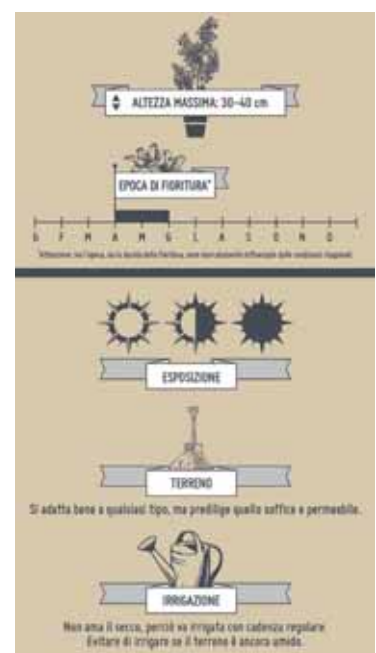 ALTEZZA MASSIMA: 30-40 cm
EPOCA DI FIORITURA*
G F M A M G L A S O N D
ESPOSIZIONE
TERRENO
Si adatta bene a qualsiasi tipo, ma predilige quello soffice e permeabile.
IRRIGAZIONE
Non ama il secco, perciò va irrigata con cadenza regolare
Evitare di irrigare se il terreno è ancora umido.